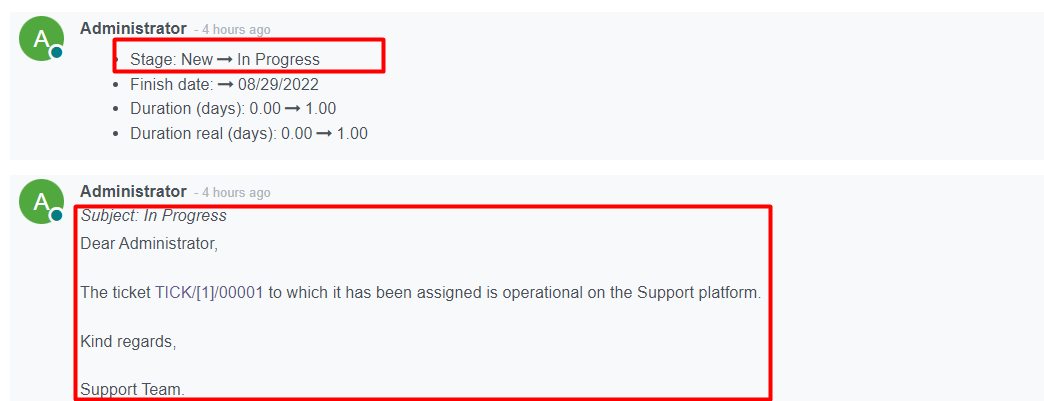 A
Administrator - 4 hours ago
• Stage: New → In Progress
• Finish date: → 08/29/2022
• Duration (days): 0.00 → 1.00
• Duration real (days): 0.00 → 1.00
A
Administrator - 4 hours ago
Subject: In Progress
Dear Administrator,
The ticket TICK/[1]/00001 to which it has been assigned is operational on the Support platform.
Kind regards,
Support Team.